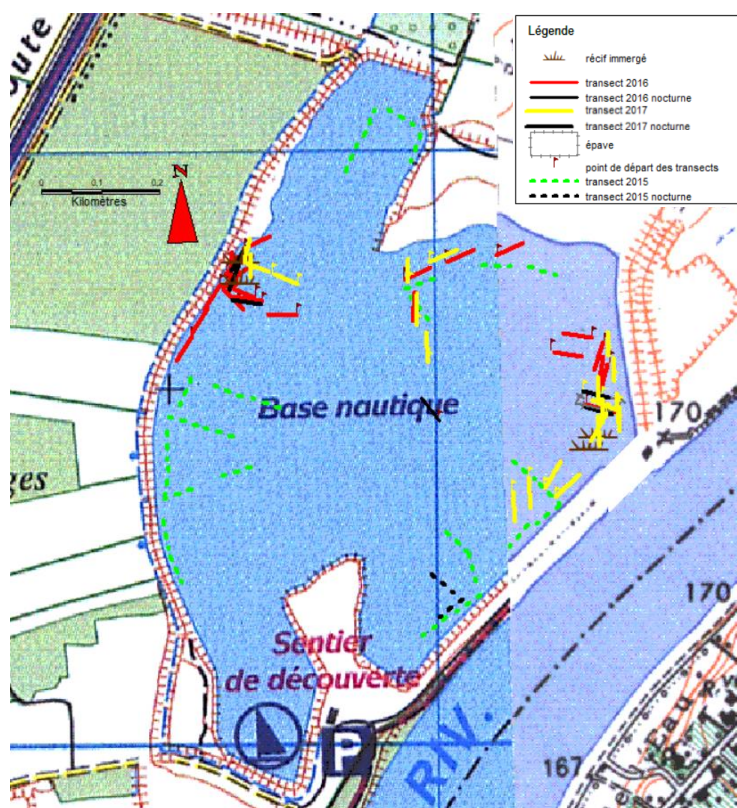 Légende
récif immergé
transect 2016
transect 2016 nocturne
transect 2017
transect 2017 nocturne
épave
point de départ des transects
transect 2015
transect 2015 nocturne
oute
N
0 0,1 0,2
Kilomètres
Base nautique
170
ges
170
Sentier
de découverte
P
RIV.
167